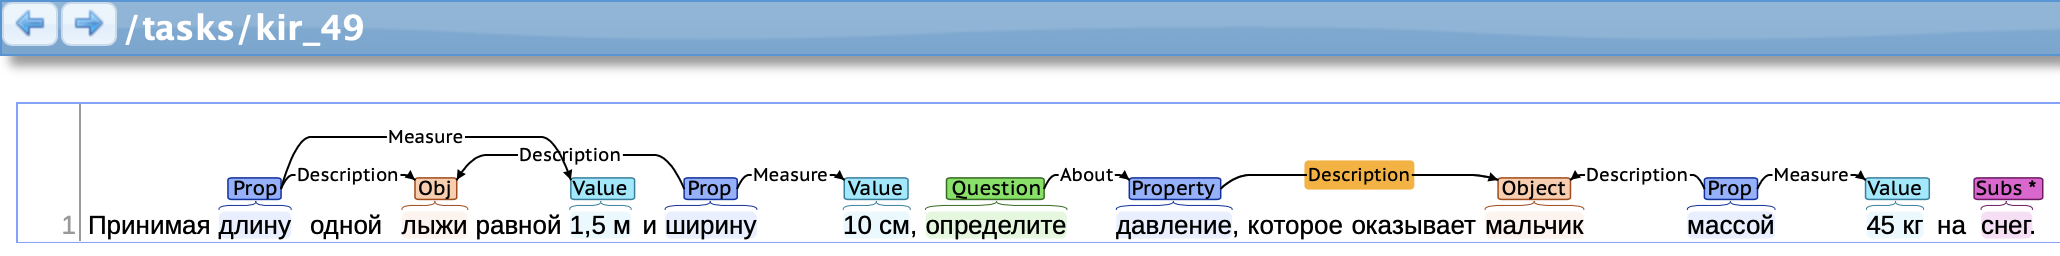 /tasks/kir_49
Measure
Description
Description Measure About Description Description Measure
Prop Obj Value Prop Value Question Property Object Prop Value Subs *
1 Принимая длину одной лыжи равной 1,5 м и ширину 10 см, определите давление, которое оказывает мальчик массой 45 кг на снег.